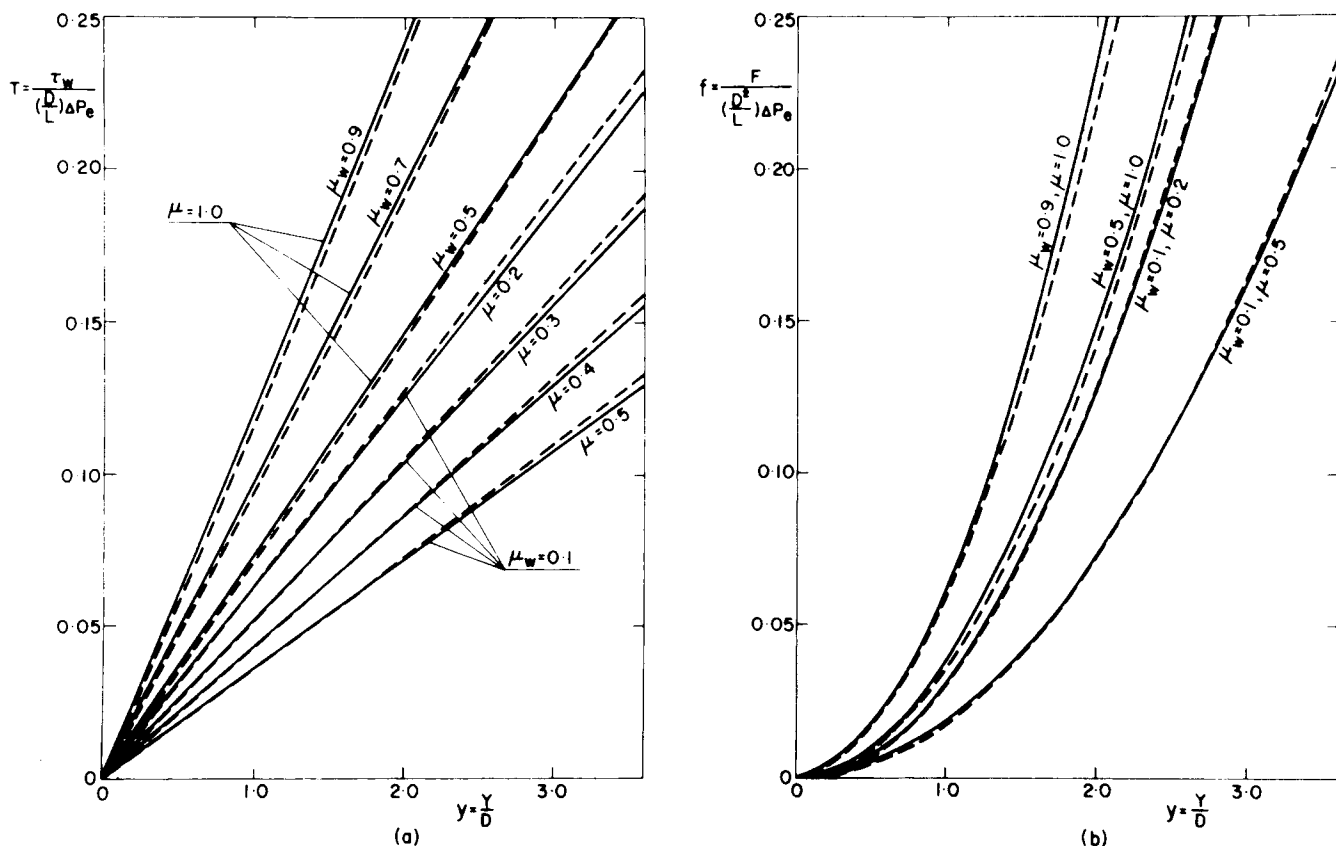 0·25
0·20
0·15
0·10
0·05
0
T = τw / (D/L) ΔPe
μw=0.9
μw=0.7
μw=0.5
μ=1·0
μ=0·2
μ=0·3
μ=0·4
μ=0·5
μw=0·1
0
1·0
2·0
3·0
y = Y/D
(a)
0·25
0·20
0·15
0·10
0·05
0
f = F / (D²/L) ΔPe
μw=0·9, μ=1·0
μw=0·5, μ=1·0
μw=0·1, μ=0·2
μw=0·1, μ=0·5
0
1·0
2·0
3·0
y = Y/D
(b)